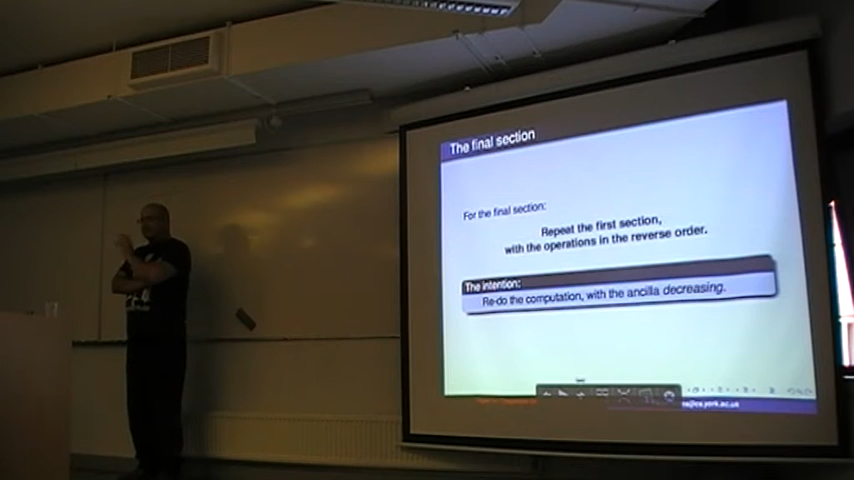 The final section
For the final section:
Repeat the first section,
with the operations in the reverse order.
The intention:
Re-do the computation, with the ancilla decreasing.